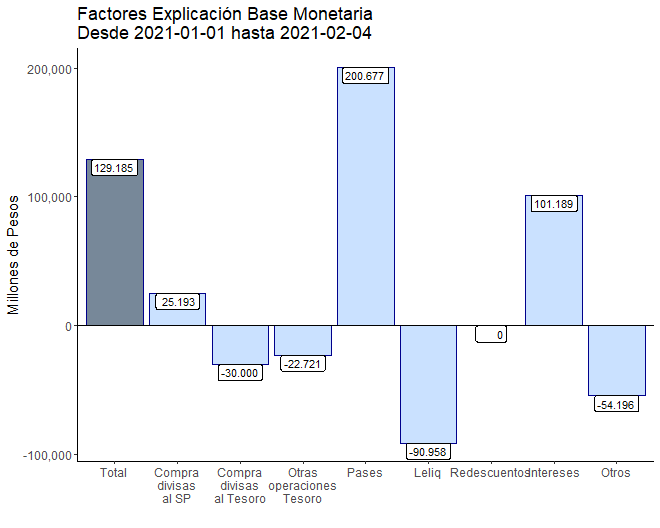 Factores Explicación Base Monetaria
Desde 2021-01-01 hasta 2021-02-04
Millones de Pesos
200,000
100,000
0
-100,000
129.185
25.193
-30.000
-22.721
200.677
-90.958
0
101.189
-54.196
Total
Compra
divisas
al SP
Compra
divisas
al Tesoro
Otras
operaciones
Tesoro
Pases
Leliq
Redescuentos
Intereses
Otros